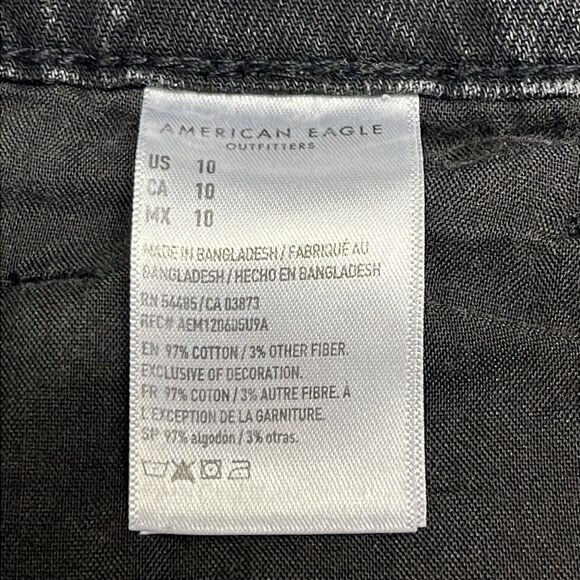 AMERICAN EAGLE
OUTFITTERS
US 10
CA 10
MX 10
MADE IN BANGLADESH / FABRIQUÉ AU
BANGLADESH / HECHO EN BANGLADESH
RN 54485/CA 03873
RFC# AEM120605U9A
EN 97% COTTON / 3% OTHER FIBER.
EXCLUSIVE OF DECORATION.
FR 97% COTON / 3% AUTRE FIBRE. À
L'EXCEPTION DE LA GARNITURE.
SP 97% algodón / 3% otras.